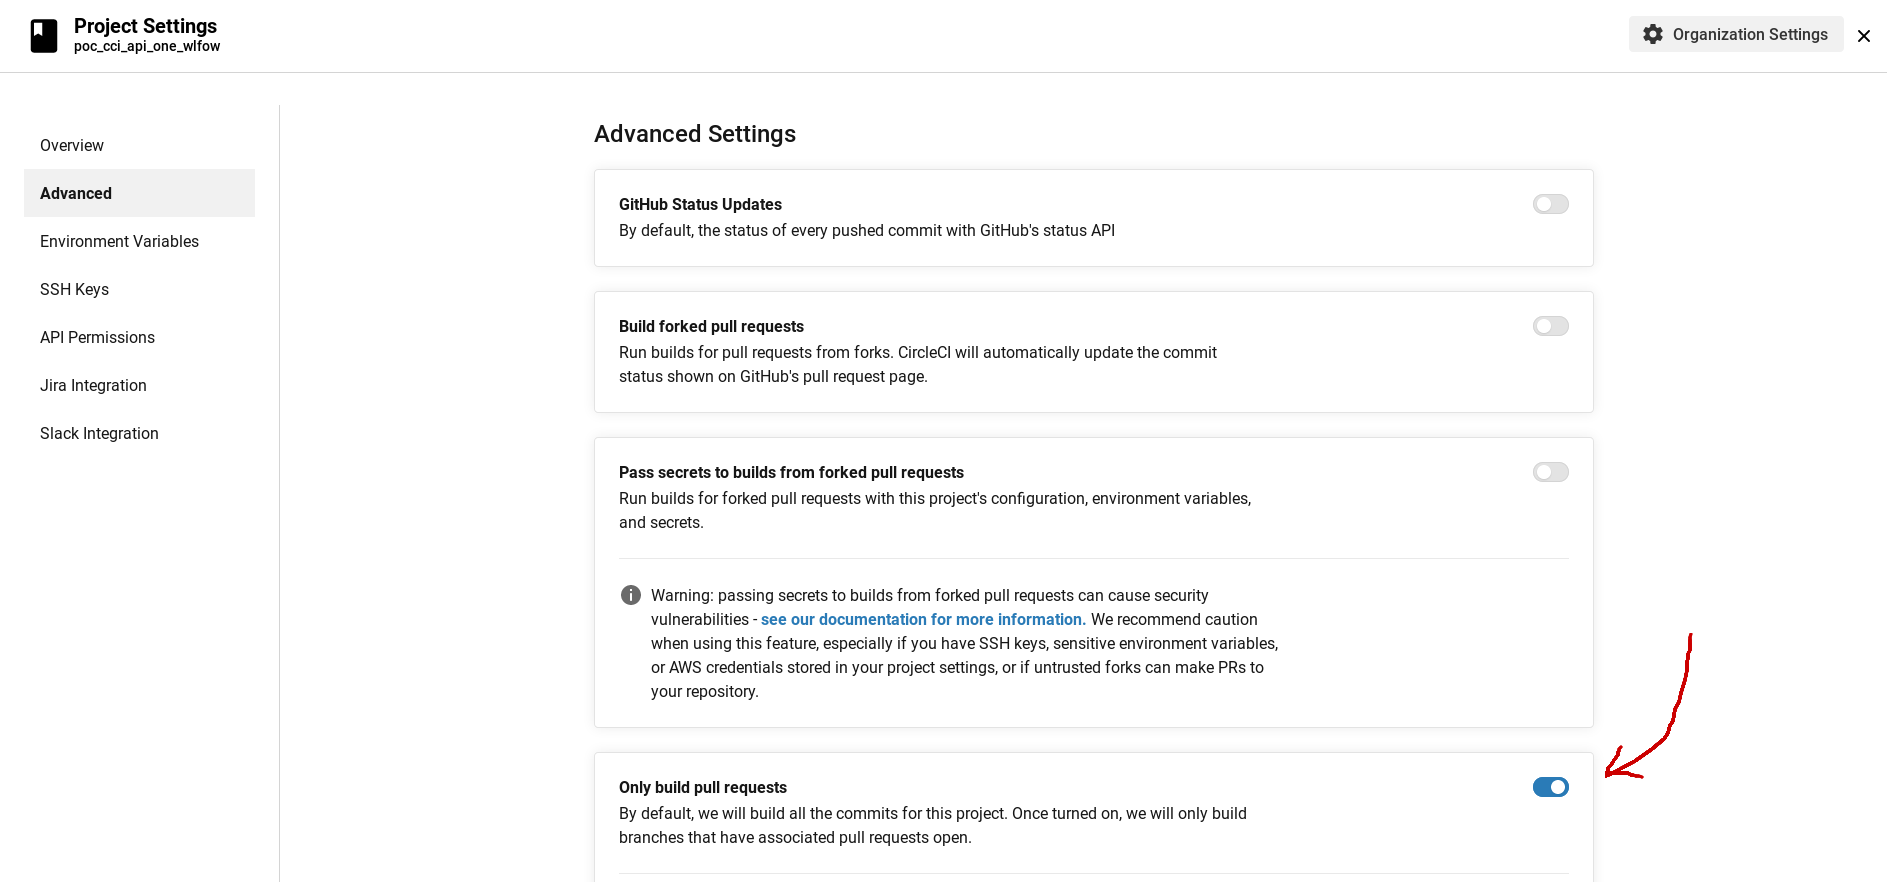 Project Settings
poc_cci_api_one_wlfow
Organization Settings
Overview
Advanced
Environment Variables
SSH Keys
API Permissions
Jira Integration
Slack Integration
Advanced Settings
GitHub Status Updates
By default, the status of every pushed commit with GitHub's status API
Build forked pull requests
Run builds for pull requests from forks. CircleCI will automatically update the commit
status shown on GitHub's pull request page.
Pass secrets to builds from forked pull requests
Run builds for forked pull requests with this project's configuration, environment variables,
and secrets.
Warning: passing secrets to builds from forked pull requests can cause security
vulnerabilities - see our documentation for more information. We recommend caution
when using this feature, especially if you have SSH keys, sensitive environment variables,
or AWS credentials stored in your project settings, or if untrusted forks can make PRs to
your repository.
Only build pull requests
By default, we will build all the commits for this project. Once turned on, we will only build
branches that have associated pull requests open.